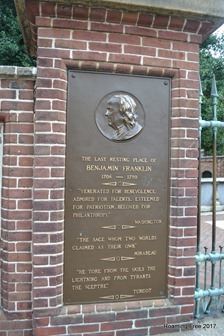 THE LAST RESTING PLACE OF
BENJAMIN FRANKLIN
1706 — 1790
"VENERATED FOR BENEVOLENCE,
ADMIRED FOR TALENTS, ESTEEMED
FOR PATRIOTISM, BELOVED FOR
PHILANTHROPY."
WASHINGTON
"THE SAGE WHOM TWO WORLDS
CLAIMED AS THEIR OWN."
MIRABEAU
"HE TORE FROM THE SKIES THE
LIGHTNING AND FROM TYRANTS
THE SCEPTRE."
TURGOT
Roaming Free 2017